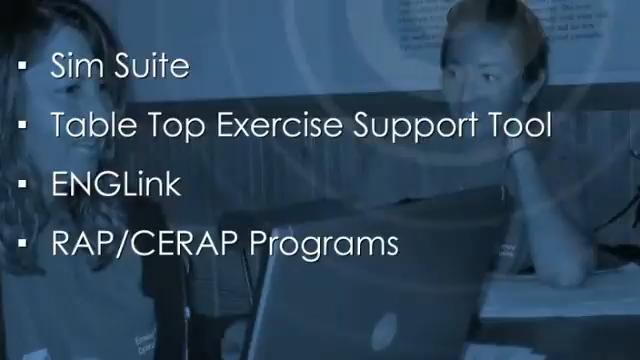 ▪ Sim Suite
▪ Table Top Exercise Support Tool
▪ ENGLink
▪ RAP/CERAP Programs